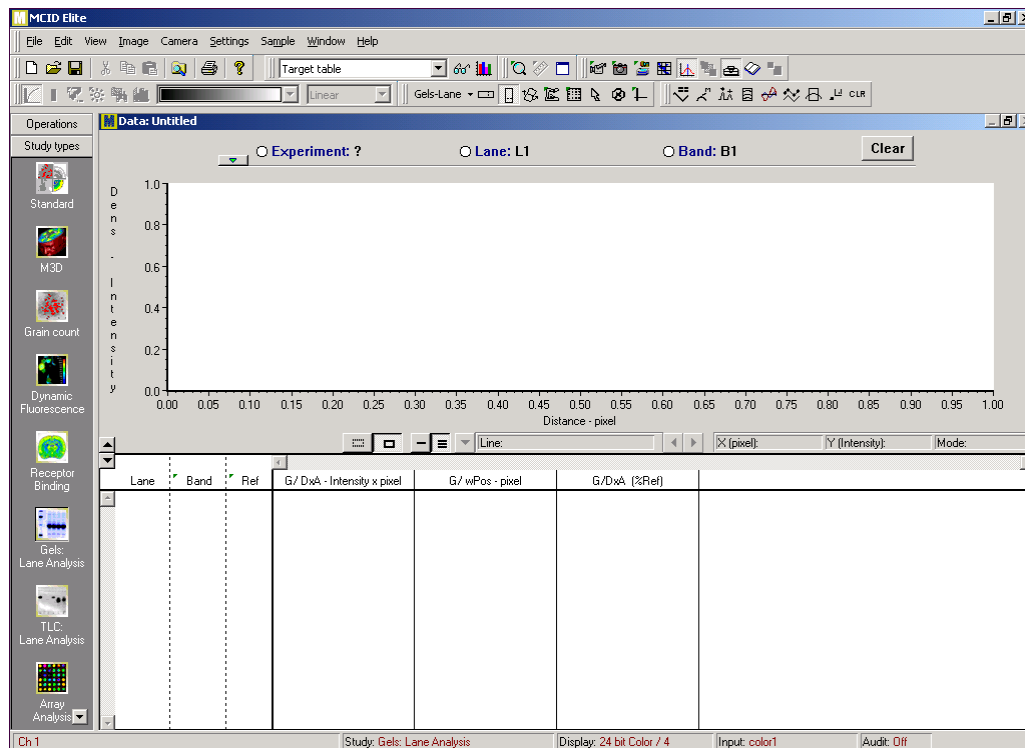 MCID Elite
File Edit View Image Camera Settings Sample Window Help
Target table
Linear Gels-Lane CLR
Operations
Study types
Standard
M3D
Grain count
Dynamic
Fluorescence
Receptor
Binding
Gels:
Lane Analysis
TLC:
Lane Analysis
Array
Analysis
Data: Untitled
Experiment: ? Lane: L1 Band: B1 Clear
Dens - Intensity
1.0
0.8
0.6
0.4
0.2
0.0
0.00 0.05 0.10 0.15 0.20 0.25 0.30 0.35 0.40 0.45 0.50 0.55 0.60 0.65 0.70 0.75 0.80 0.85 0.90 0.95 1.00
Distance - pixel
Line: X (pixel): Y (Intensity): Mode:
Lane Band Ref G/ DxA - Intensity x pixel G/ wPos - pixel G/DxA (%Ref)
Ch 1 Study: Gels: Lane Analysis Display: 24 bit Color / 4 Input: color1 Audit: Off